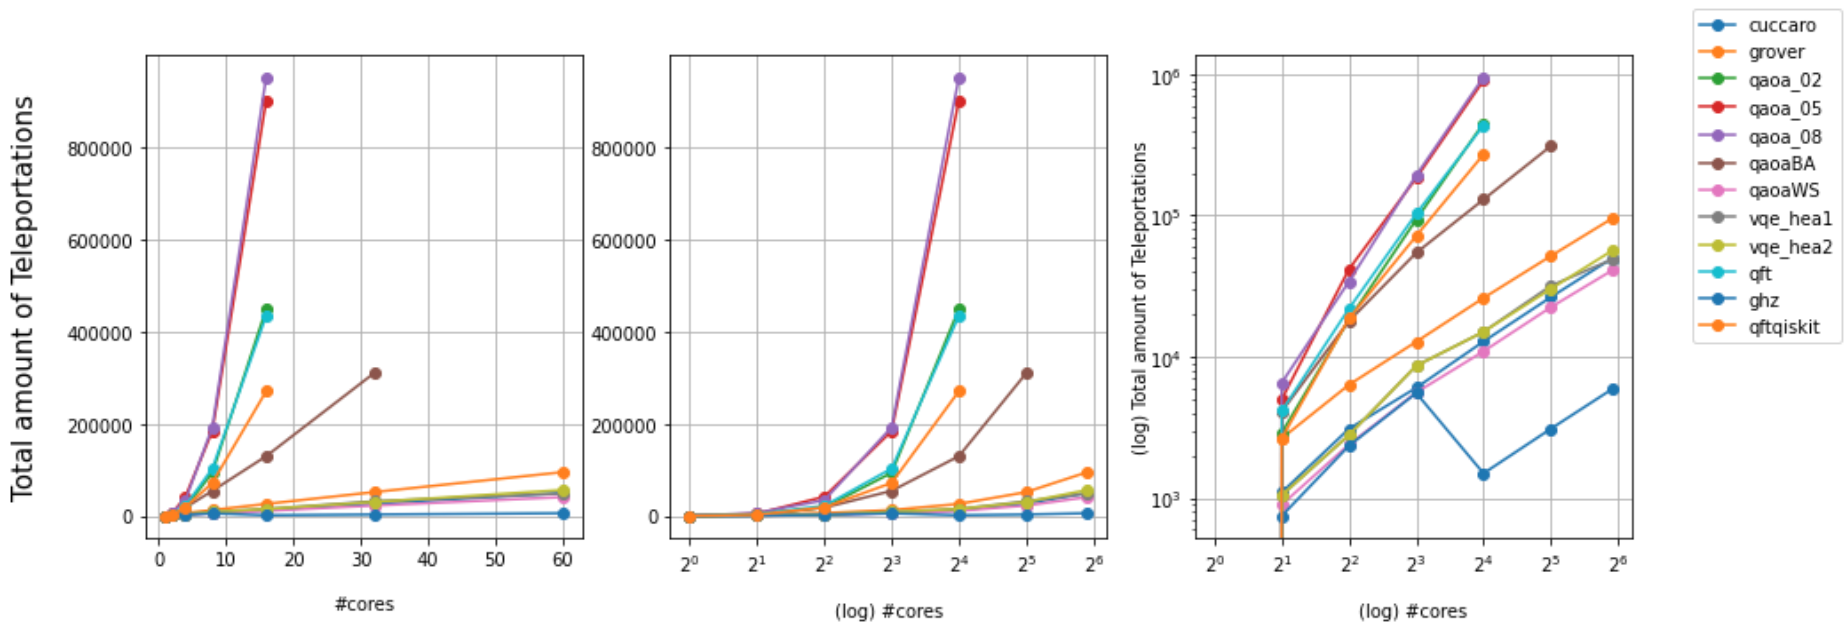 Total amount of Teleportations
800000
600000
400000
200000
0
0 10 20 30 40 50 60
#cores
800000
600000
400000
200000
0
2⁰ 2¹ 2² 2³ 2⁴ 2⁵ 2⁶
(log) #cores
(log) Total amount of Teleportations
10⁶
10⁵
10⁴
10³
2⁰ 2¹ 2² 2³ 2⁴ 2⁵ 2⁶
(log) #cores
cuccaro
grover
qaoa_02
qaoa_05
qaoa_08
qaoaBA
qaoaWS
vqe_hea1
vqe_hea2
qft
ghz
qftqiskit